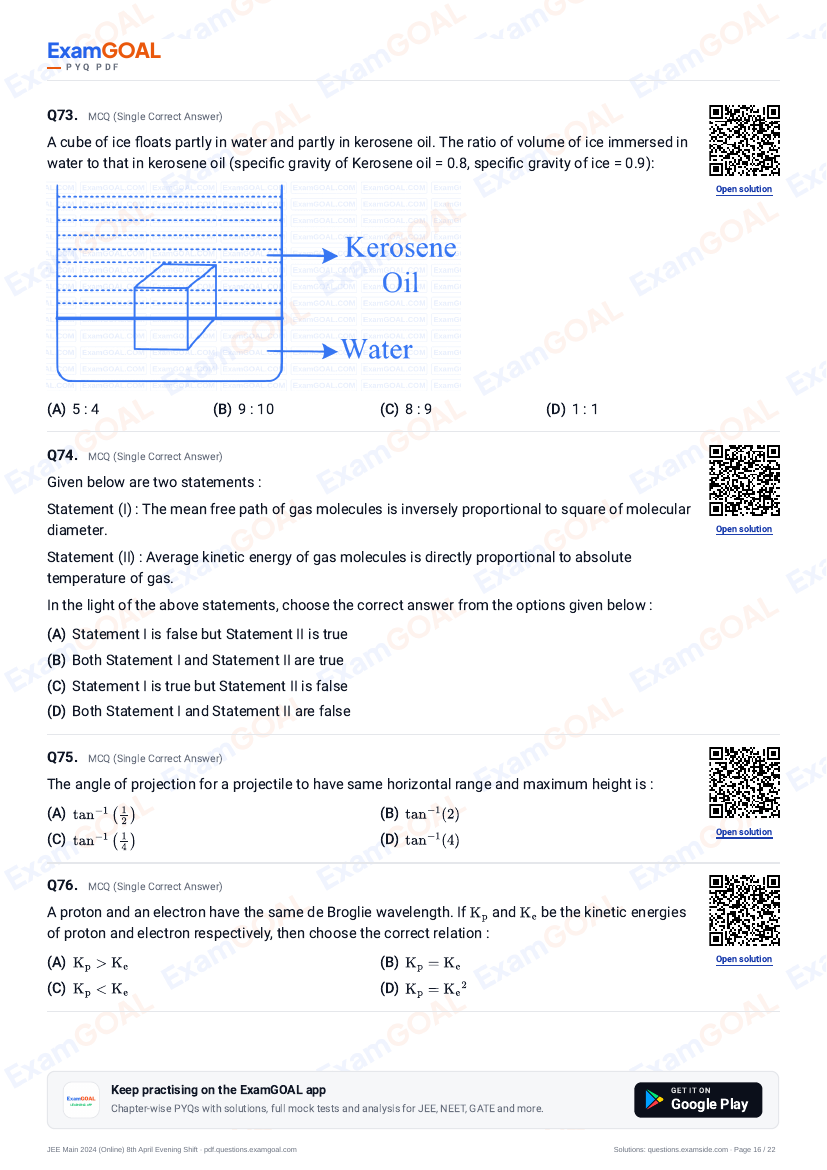 ExamGOAL
PYQ PDF
Q73. MCQ (Single Correct Answer)
A cube of ice floats partly in water and partly in kerosene oil. The ratio of volume of ice immersed in
water to that in kerosene oil (specific gravity of Kerosene oil = 0.8, specific gravity of ice = 0.9):
Open solution
Kerosene
Oil
Water
(A) 5 : 4 (B) 9 : 10 (C) 8 : 9 (D) 1 : 1
Q74. MCQ (Single Correct Answer)
Given below are two statements :
Statement (I) : The mean free path of gas molecules is inversely proportional to square of molecular
diameter.
Open solution
Statement (II) : Average kinetic energy of gas molecules is directly proportional to absolute
temperature of gas.
In the light of the above statements, choose the correct answer from the options given below :
(A) Statement I is false but Statement II is true
(B) Both Statement I and Statement II are true
(C) Statement I is true but Statement II is false
(D) Both Statement I and Statement II are false
Q75. MCQ (Single Correct Answer)
The angle of projection for a projectile to have same horizontal range and maximum height is :
(A) tan⁻¹ (1/2) (B) tan⁻¹(2)
(C) tan⁻¹ (1/4) (D) tan⁻¹(4)
Open solution
Q76. MCQ (Single Correct Answer)
A proton and an electron have the same de Broglie wavelength. If Kₚ and Kₑ be the kinetic energies
of proton and electron respectively, then choose the correct relation :
(A) Kₚ > Kₑ (B) Kₚ = Kₑ
Open solution
(C) Kₚ < Kₑ (D) Kₚ = Kₑ²
ExamGOAL
Keep practising on the ExamGOAL app
Chapter-wise PYQs with solutions, full mock tests and analysis for JEE, NEET, GATE and more.
GET IT ON
Google Play
JEE Main 2024 (Online) 8th April Evening Shift · pdf.questions.examgoal.com
Solutions: questions.examside.com · Page 16 / 22